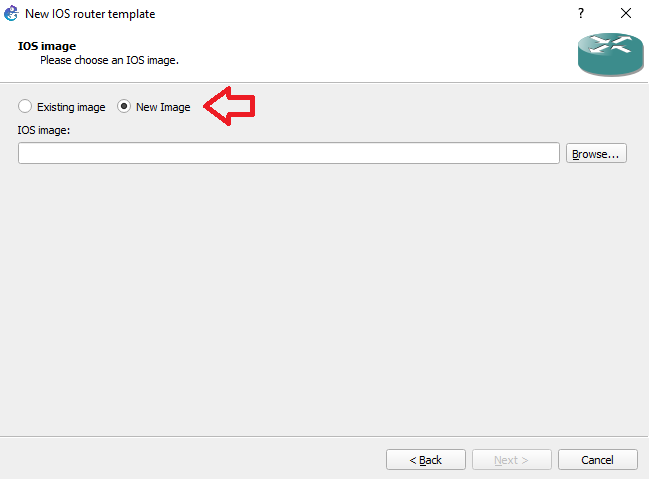 New IOS router template
?
IOS image
Please choose an IOS image.
Existing image
New Image
IOS image:
Browse...
< Back
Next >
Cancel